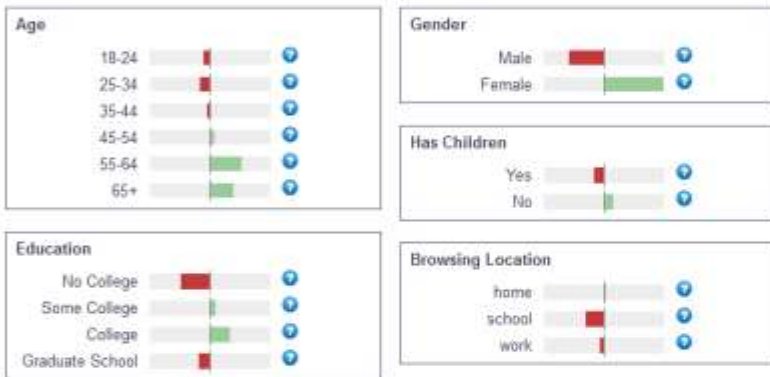 Age
18-24
25-34
35-44
45-54
55-64
65+
Education
No College
Some College
College
Graduate School
Gender
Male
Female
Has Children
Yes
No
Browsing Location
home
school
work